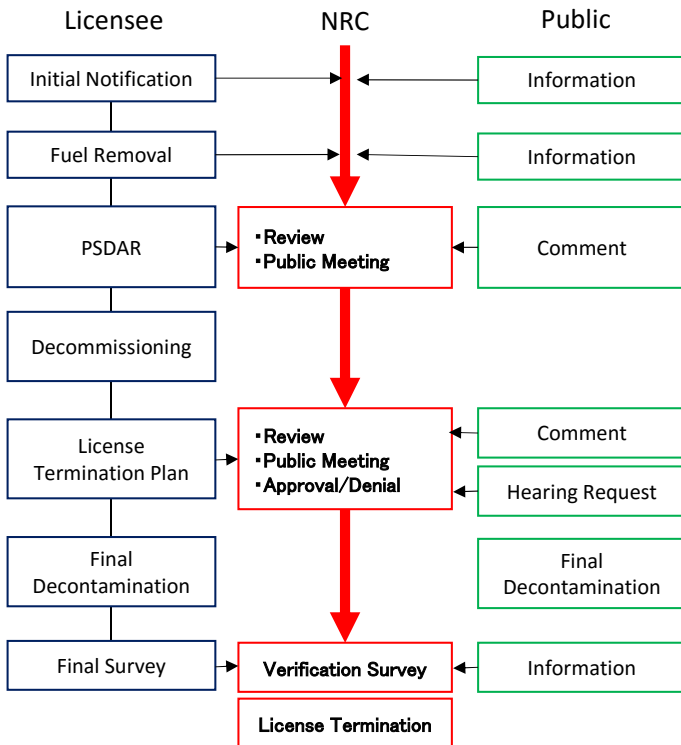 Licensee NRC Public
Initial Notification
Information
Fuel Removal
Information
PSDAR
・Review
・Public Meeting
Comment
Decommissioning
License
Termination Plan
・Review
・Public Meeting
・Approval/Denial
Comment
Hearing Request
Final
Decontamination
Final
Decontamination
Final Survey
Verification Survey
Information
License Termination